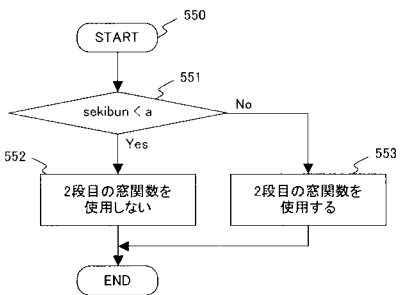 START
550
551
sekibun < a
No
Yes
552
553
2段目の窓関数を
使用しない
2段目の窓関数を
使用する
END